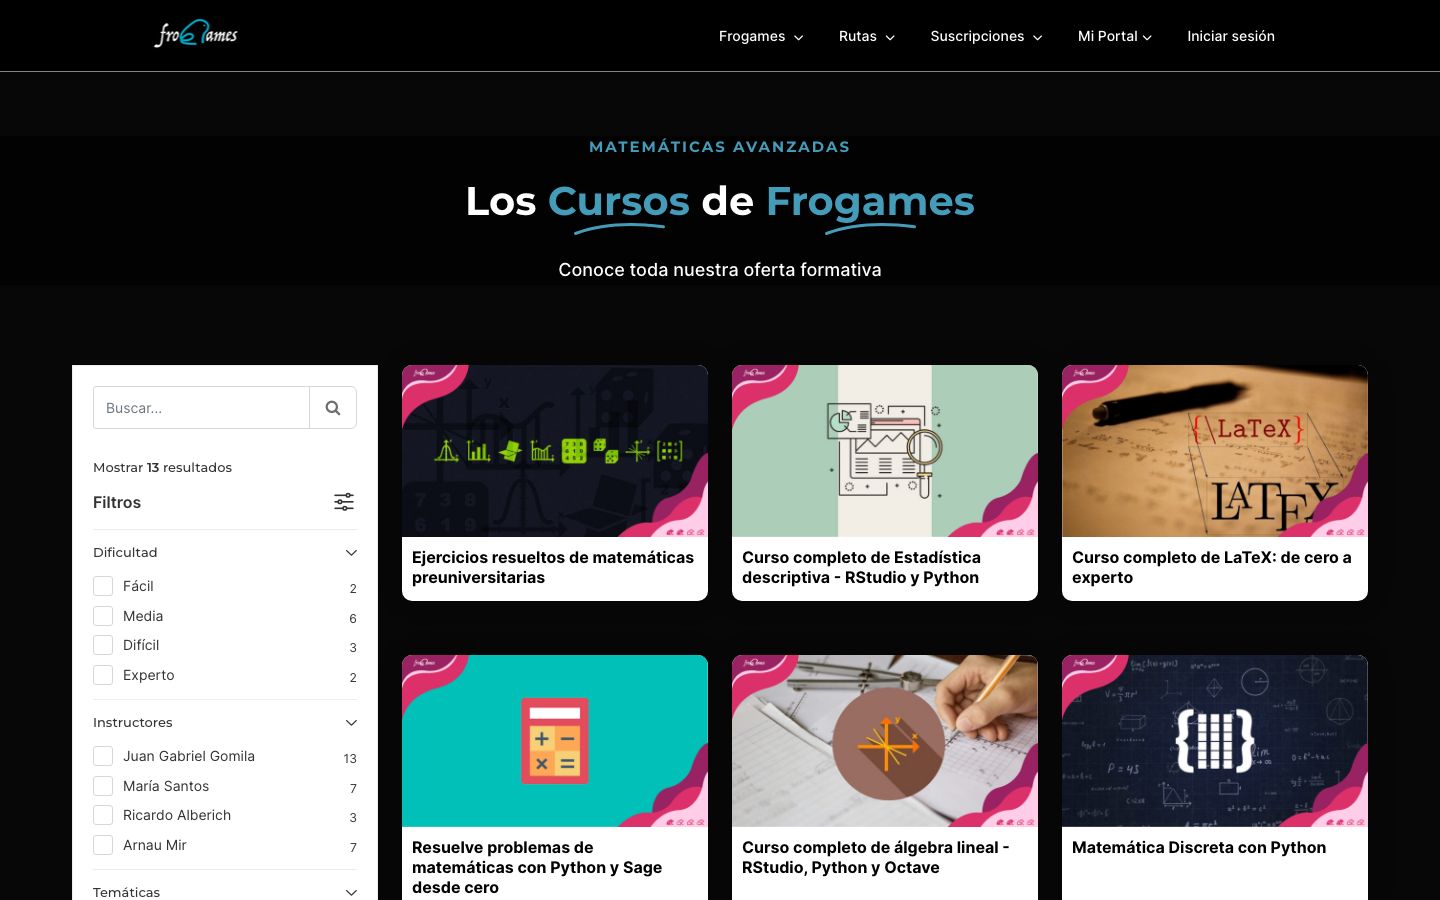 froGames
Frogames
Rutas
Suscripciones
Mi Portal
Iniciar sesión
MATEMÁTICAS AVANZADAS
Los Cursos de Frogames
Conoce toda nuestra oferta formativa
Buscar...
Mostrar 13 resultados
Filtros
Dificultad
Fácil 2
Media 6
Difícil 3
Experto 2
Instructores
Juan Gabriel Gomila 13
María Santos 7
Ricardo Alberich 3
Arnau Mir 7
Temáticas
Ejercicios resueltos de matemáticas
preuniversitarias
Curso completo de Estadística
descriptiva - RStudio y Python
{\LaTeX}
LATEX
Curso completo de LaTeX: de cero a
experto
Resuelve problemas de
matemáticas con Python y Sage
desde cero
Curso completo de álgebra lineal -
RStudio, Python y Octave
Matemática Discreta con Python